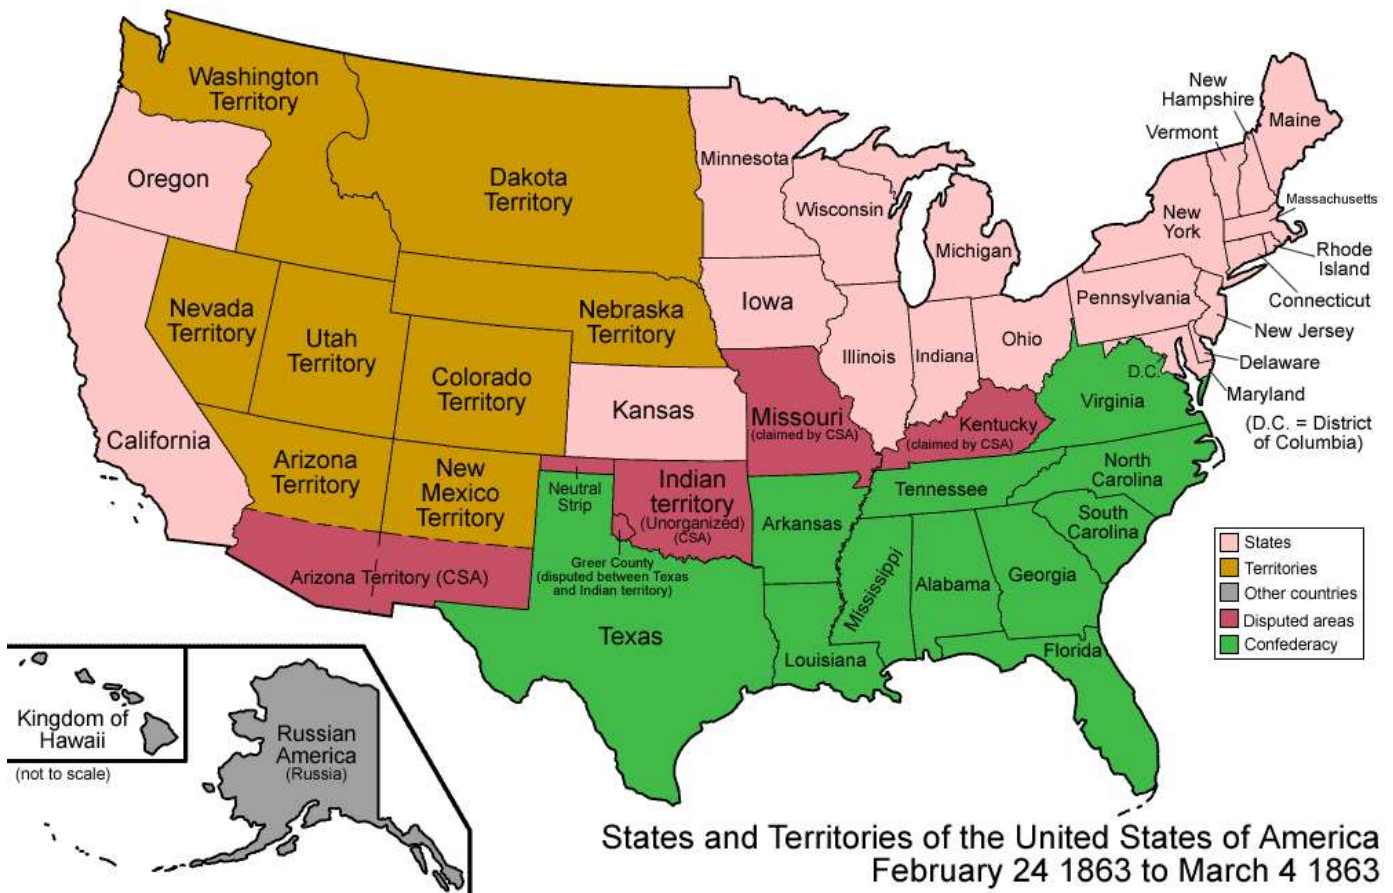 Washington
Territory
Oregon
Dakota
Territory
Minnesota
Wisconsin
Michigan
New
Hampshire
Vermont
Maine
Massachusetts
New
York
Rhode
Island
Connecticut
New Jersey
Pennsylvania
Delaware
Maryland
(D.C. = District
of Columbia)
D.C.
Nevada
Territory
Utah
Territory
Nebraska
Territory
Iowa
Illinois
Indiana
Ohio
Colorado
Territory
Kansas
Missouri
(claimed by CSA)
Kentucky
(claimed by CSA)
Virginia
California
Arizona
Territory
New
Mexico
Territory
Neutral
Strip
Indian
territory
(Unorganized)
(CSA)
Arkansas
Tennessee
North
Carolina
South
Carolina
Arizona Territory (CSA)
Greer County
(disputed between Texas
and Indian territory)
Texas
Louisiana
Mississippi
Alabama
Georgia
Florida
States
Territories
Other countries
Disputed areas
Confederacy
Kingdom of
Hawaii
(not to scale)
Russian
America
(Russia)
States and Territories of the United States of America
February 24 1863 to March 4 1863